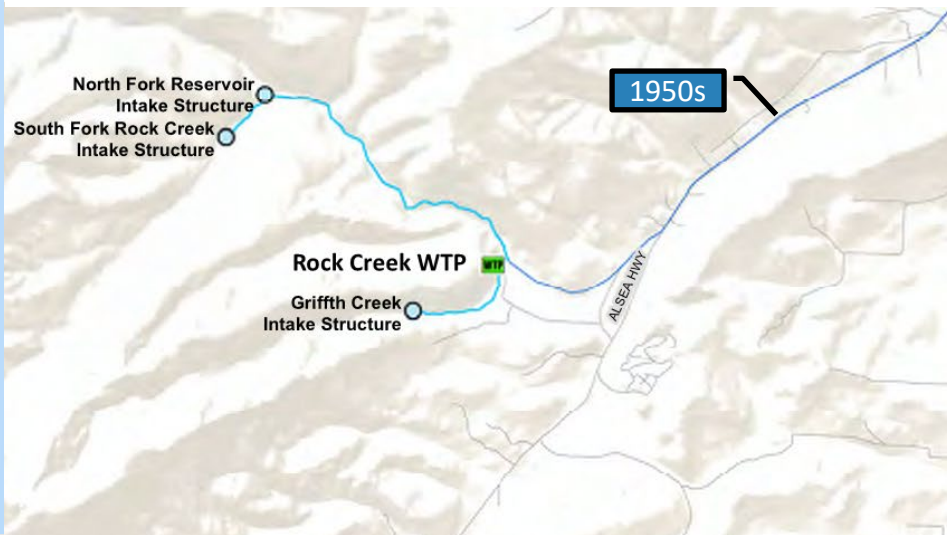 North Fork Reservoir
Intake Structure
South Fork Rock Creek
Intake Structure
1950s
Rock Creek WTP
WTP
Griffth Creek
Intake Structure
ALSEA HWY